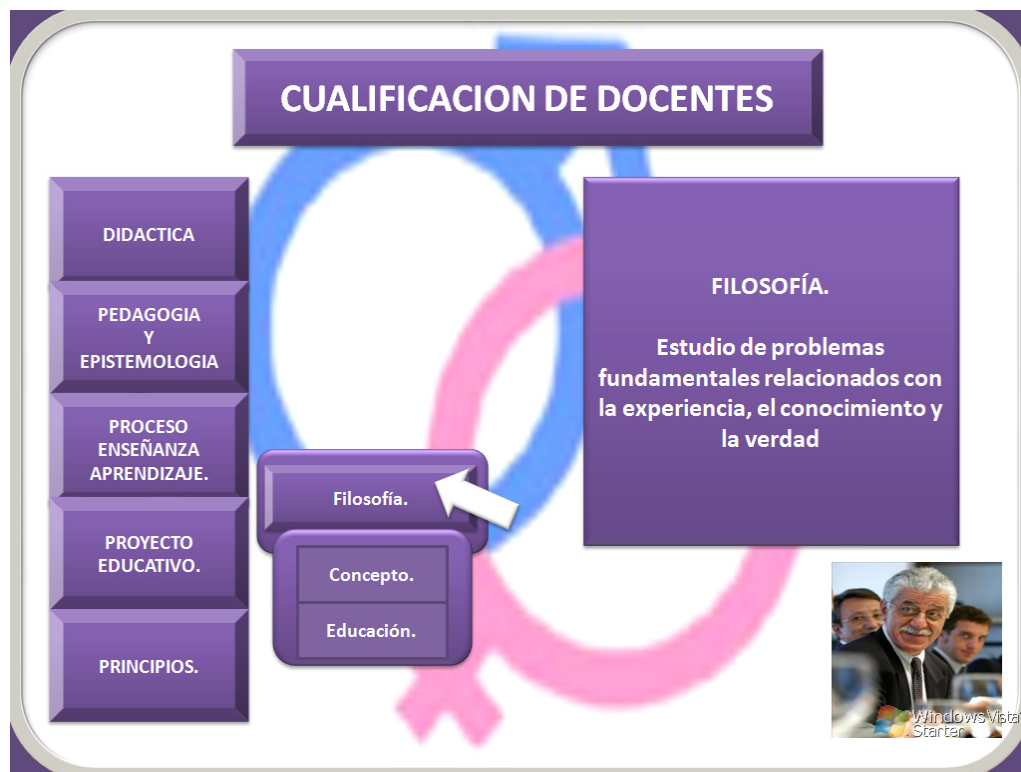 CUALIFICACION DE DOCENTES
DIDACTICA
PEDAGOGIA
Y
EPISTEMOLOGIA
PROCESO
ENSEÑANZA
APRENDIZAJE.
PROYECTO
EDUCATIVO.
PRINCIPIOS.
Filosofía.
Concepto.
Educación.
FILOSOFÍA.
Estudio de problemas
fundamentales relacionados con
la experiencia, el conocimiento y
la verdad
Windows Vista
Starter